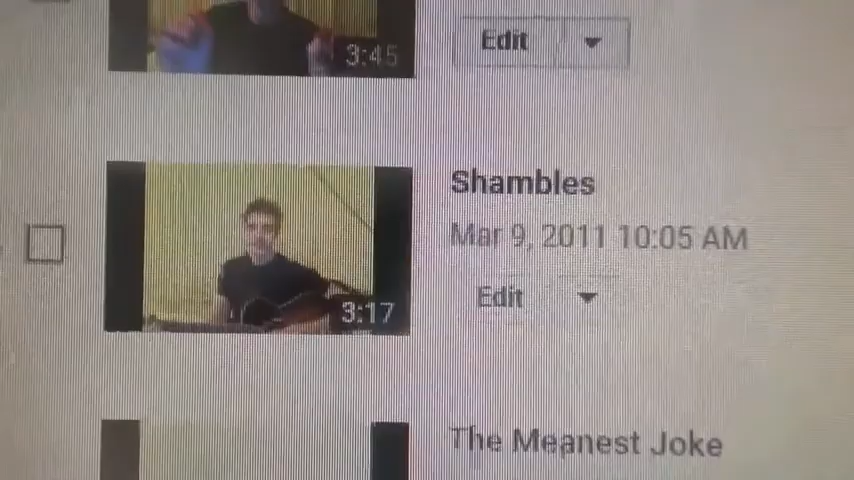 3:45
Edit
Shambles
Mar 9, 2011 10:05 AM
3:17
Edit
The Meanest Joke